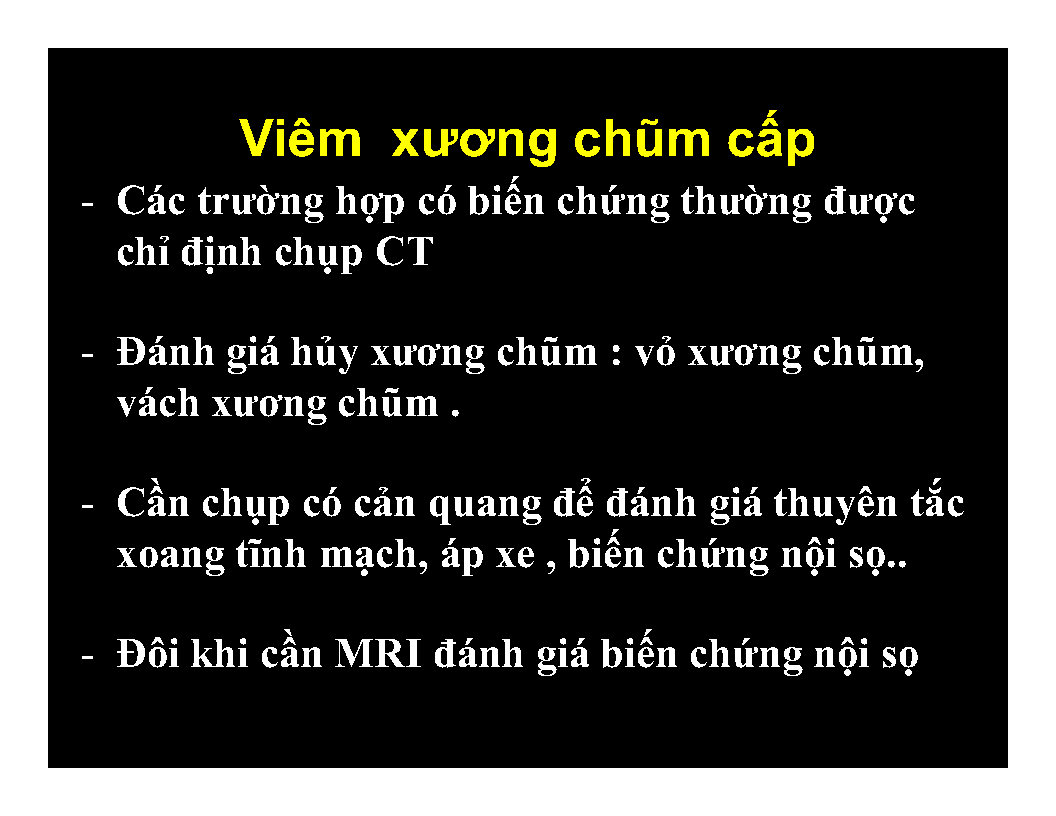 Viêm xương chũm cấp
- Các trường hợp có biến chứng thường được
chỉ định chụp CT
- Đánh giá hủy xương chũm : vỏ xương chũm,
vách xương chũm .
- Cần chụp có cản quang để đánh giá thuyên tắc
xoang tĩnh mạch, áp xe , biến chứng nội sọ..
- Đôi khi cần MRI đánh giá biến chứng nội sọ